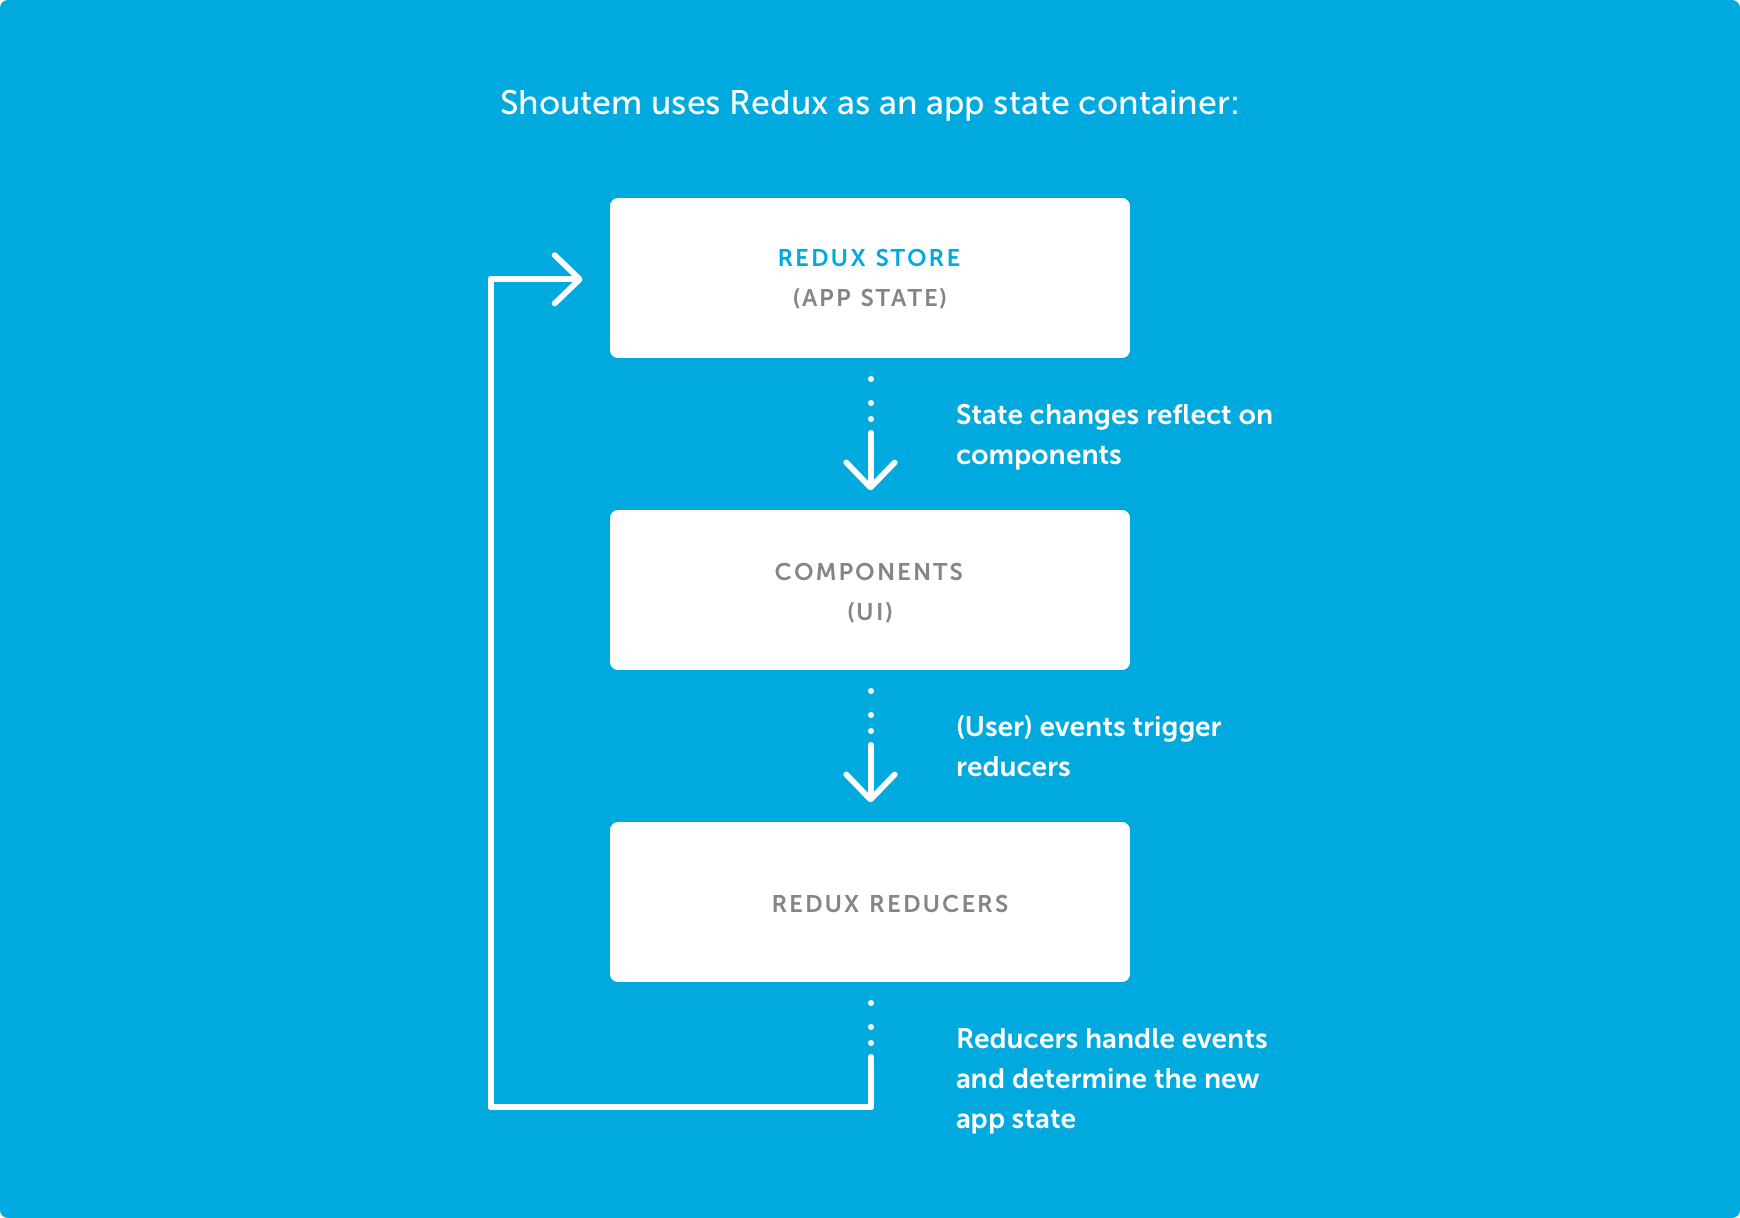 Shoutem uses Redux as an app state container:
REDUX STORE
(APP STATE)
State changes reflect on
components
COMPONENTS
(UI)
(User) events trigger
reducers
REDUX REDUCERS
Reducers handle events
and determine the new
app state